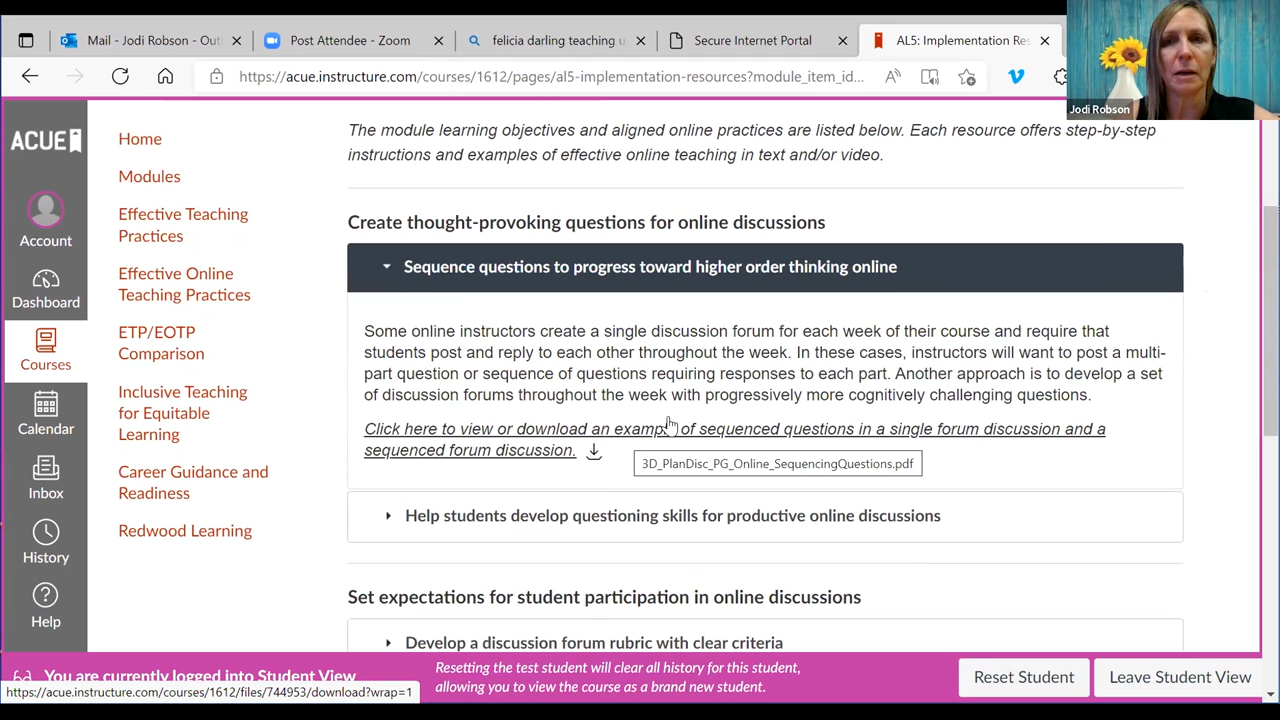 Mail - Jodi Robson - Out
Post Attendee - Zoom
felicia darling teaching u
Secure Internet Portal
AL5: Implementation Res
https://acue.instructure.com/courses/1612/pages/al5-implementation-resources?module_item_id...
Jodi Robson
ACUE
Account
Dashboard
Courses
Calendar
Inbox
History
Help
Home
Modules
Effective Teaching
Practices
Effective Online
Teaching Practices
ETP/EOTP
Comparison
Inclusive Teaching
for Equitable
Learning
Career Guidance and
Readiness
Redwood Learning
The module learning objectives and aligned online practices are listed below. Each resource offers step-by-step
instructions and examples of effective online teaching in text and/or video.
Create thought-provoking questions for online discussions
Sequence questions to progress toward higher order thinking online
Some online instructors create a single discussion forum for each week of their course and require that
students post and reply to each other throughout the week. In these cases, instructors will want to post a multi-
part question or sequence of questions requiring responses to each part. Another approach is to develop a set
of discussion forums throughout the week with progressively more cognitively challenging questions.
Click here to view or download an example of sequenced questions in a single forum discussion and a
sequenced forum discussion.
3D_PlanDisc_PG_Online_SequencingQuestions.pdf
Help students develop questioning skills for productive online discussions
Set expectations for student participation in online discussions
Develop a discussion forum rubric with clear criteria
You are currently logged into Student View
Resetting the test student will clear all history for this student,
allowing you to view the course as a brand new student.
Reset Student
Leave Student View
https://acue.instructure.com/courses/1612/files/744953/download?wrap=1